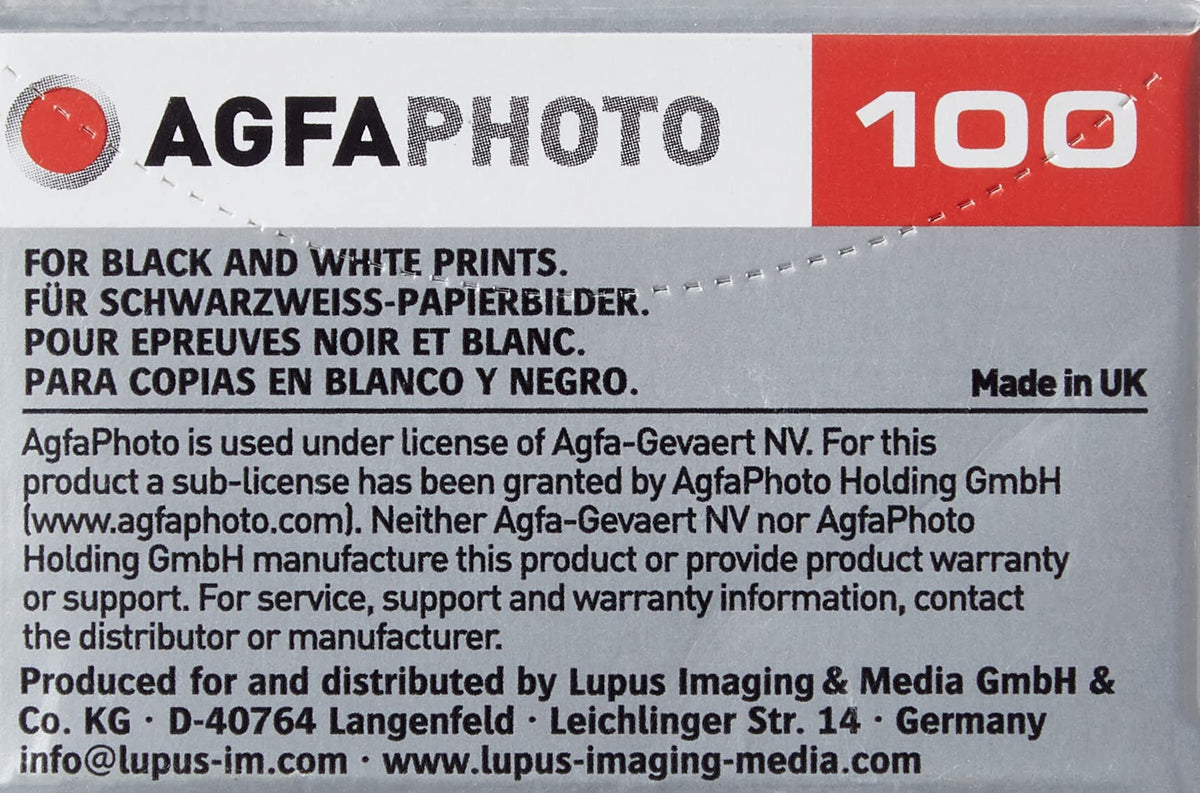 AGFAPHOTO 100
FOR BLACK AND WHITE PRINTS.
FÜR SCHWARZWEISS-PAPIERBILDER.
POUR EPREUVES NOIR ET BLANC.
PARA COPIAS EN BLANCO Y NEGRO. Made in UK
AgfaPhoto is used under license of Agfa-Gevaert NV. For this
product a sub-license has been granted by AgfaPhoto Holding GmbH
(www.agfaphoto.com). Neither Agfa-Gevaert NV nor AgfaPhoto
Holding GmbH manufacture this product or provide product warranty
or support. For service, support and warranty information, contact
the distributor or manufacturer.
Produced for and distributed by Lupus Imaging & Media GmbH &
Co. KG · D-40764 Langenfeld · Leichlinger Str. 14 · Germany
info@lupus-im.com · www.lupus-imaging-media.com